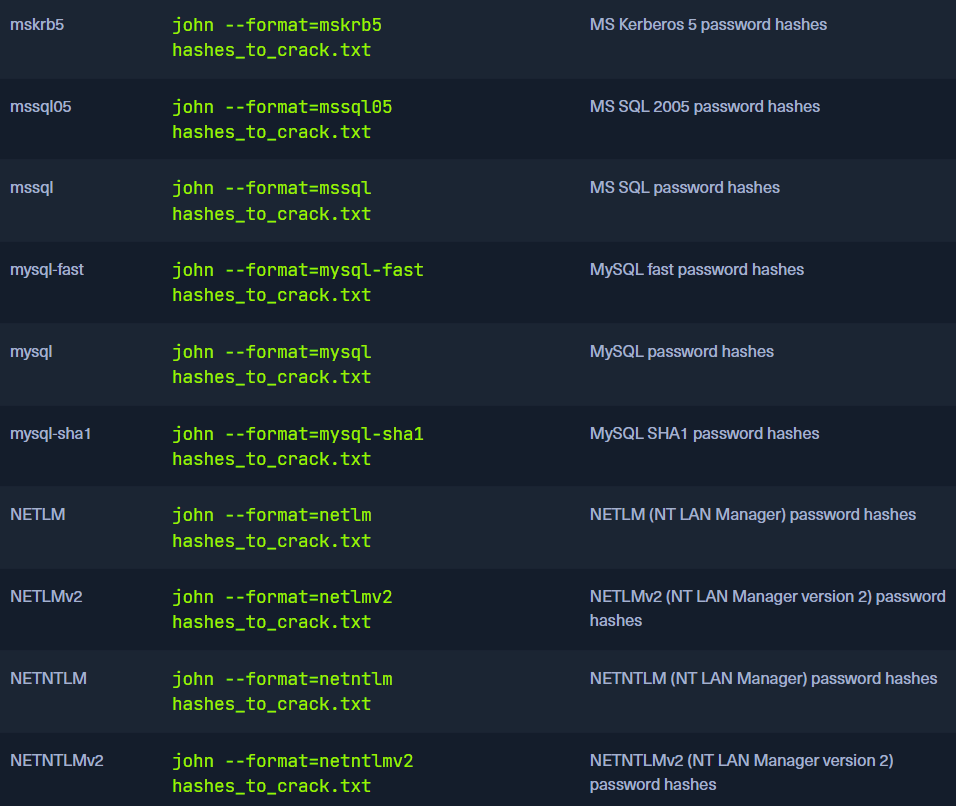 mskrb5
john --format=mskrb5
hashes_to_crack.txt
MS Kerberos 5 password hashes
mssql05
john --format=mssql05
hashes_to_crack.txt
MS SQL 2005 password hashes
mssql
john --format=mssql
hashes_to_crack.txt
MS SQL password hashes
mysql-fast
john --format=mysql-fast
hashes_to_crack.txt
MySQL fast password hashes
mysql
john --format=mysql
hashes_to_crack.txt
MySQL password hashes
mysql-sha1
john --format=mysql-sha1
hashes_to_crack.txt
MySQL SHA1 password hashes
NETLM
john --format=netlm
hashes_to_crack.txt
NETLM (NT LAN Manager) password hashes
NETLMv2
john --format=netlmv2
hashes_to_crack.txt
NETLMv2 (NT LAN Manager version 2) password
hashes
NETNTLM
john --format=netntlm
hashes_to_crack.txt
NETNTLM (NT LAN Manager) password hashes
NETNTLMv2
john --format=netntlmv2
hashes_to_crack.txt
NETNTLMv2 (NT LAN Manager version 2)
password hashes